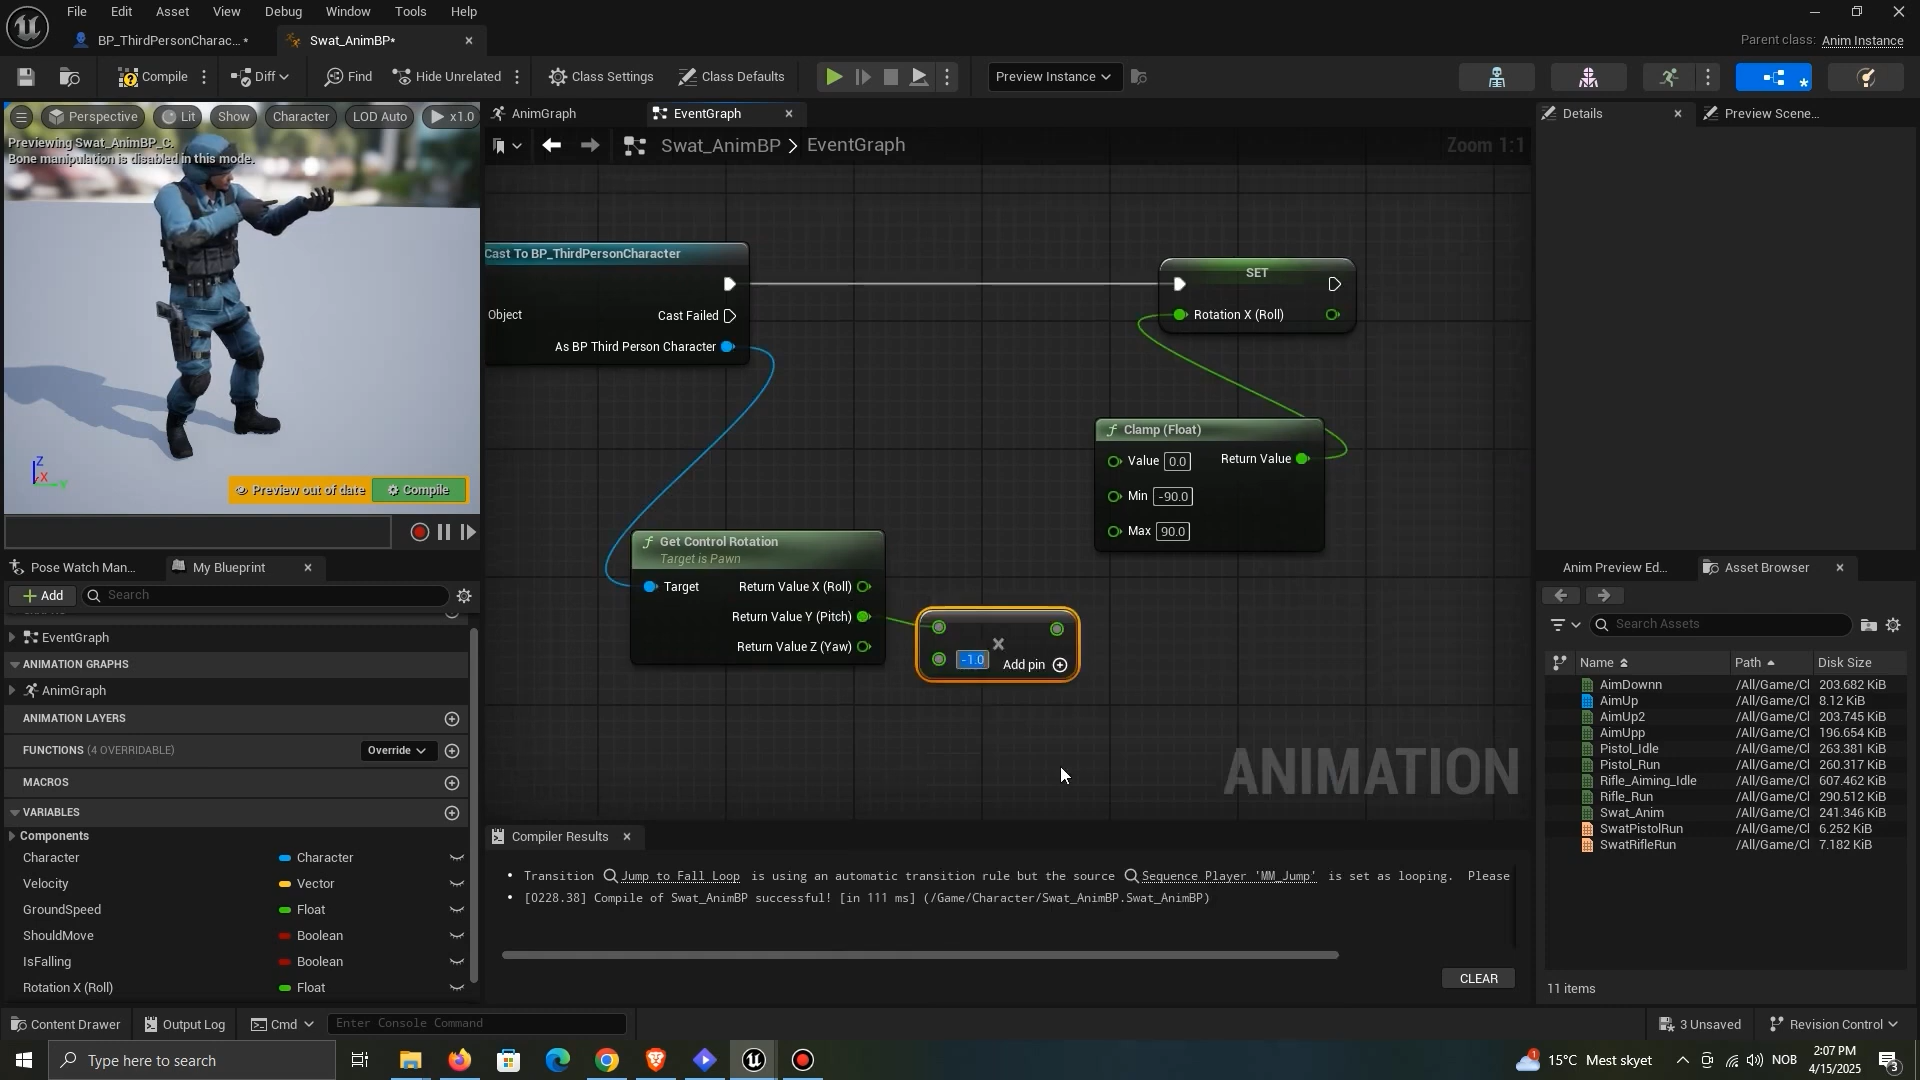 File Edit Asset View Debug Window Tools Help
BP_ThirdPersonCharac... *
Swat_AnimBP*
Parent class: Anim Instance
Compile
Diff
Find
Hide Unrelated
Class Settings
Class Defaults
Preview Instance
Perspective
Lit
Show
Character
LOD Auto
x1.0
Previewing Swat_AnimBP_C.
Bone manipulation is disabled in this mode.
Preview out of date
Compile
AnimGraph
EventGraph
Swat_AnimBP > EventGraph
Zoom 1:1
Cast To BP_ThirdPersonCharacter
Object
Cast Failed
As BP Third Person Character
SET
Rotation X (Roll)
Clamp (Float)
Value 0.0
Return Value
Min -90.0
Max 90.0
Get Control Rotation
Target is Pawn
Target
Return Value X (Roll)
Return Value Y (Pitch)
Return Value Z (Yaw)
-1.0
Add pin
ANIMATION
Details
Preview Scene...
Pose Watch Man...
My Blueprint
Add
Search
EventGraph
ANIMATION GRAPHS
AnimGraph
ANIMATION LAYERS
FUNCTIONS (4 OVERRIDABLE)
Override
MACROS
VARIABLES
Components
Character Character
Velocity Vector
GroundSpeed Float
ShouldMove Boolean
IsFalling Boolean
Rotation X (Roll) Float
Compiler Results
Transition Jump to Fall Loop is using an automatic transition rule but the source Sequence Player 'MM_Jump' is set as looping. Please
[0228.38] Compile of Swat_AnimBP successful! [in 111 ms] (/Game/Character/Swat_AnimBP.Swat_AnimBP)
CLEAR
Anim Preview Ed...
Asset Browser
Search Assets
Name Path Disk Size
AimDownn /All/Game/Cl 203.682 KiB
AimUp /All/Game/Cl 8.12 KiB
AimUp2 /All/Game/Cl 203.745 KiB
AimUpp /All/Game/Cl 196.654 KiB
Pistol_Idle /All/Game/Cl 263.381 KiB
Pistol_Run /All/Game/Cl 260.317 KiB
Rifle_Aiming_Idle /All/Game/Cl 607.462 KiB
Rifle_Run /All/Game/Cl 290.512 KiB
Swat_Anim /All/Game/Cl 241.346 KiB
SwatPistolRun /All/Game/Cl 6.252 KiB
SwatRifleRun /All/Game/Cl 7.182 KiB
11 items
Content Drawer
Output Log
Cmd
Enter Console Command
3 Unsaved
Revision Control
Type here to search
1
15°C Mest skyet
NOB
2:07 PM
4/15/2025
3